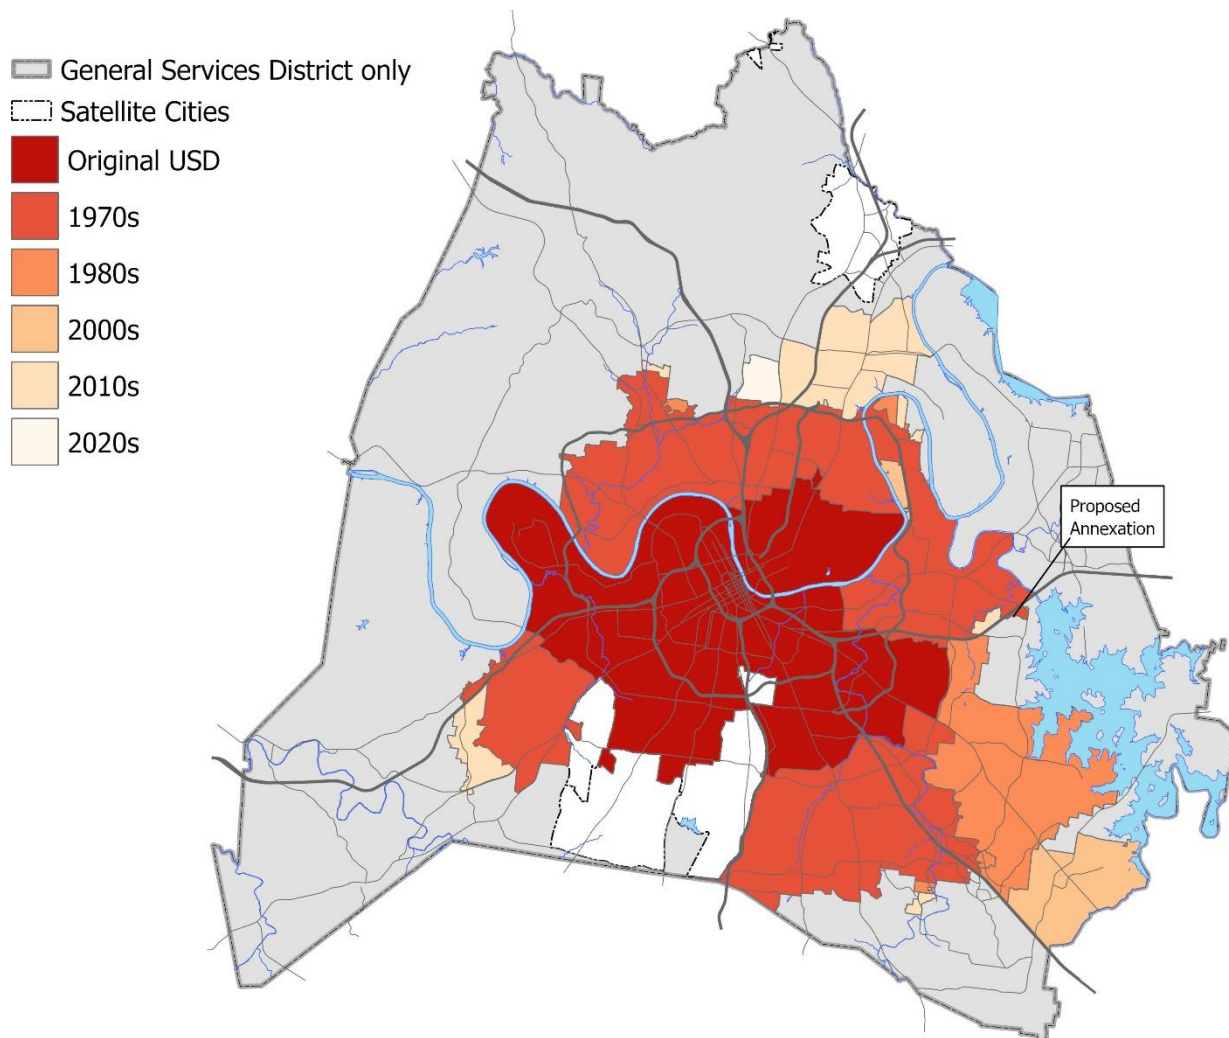 General Services District only
Satellite Cities
Original USD
1970s
1980s
2000s
2010s
2020s
Proposed
Annexation